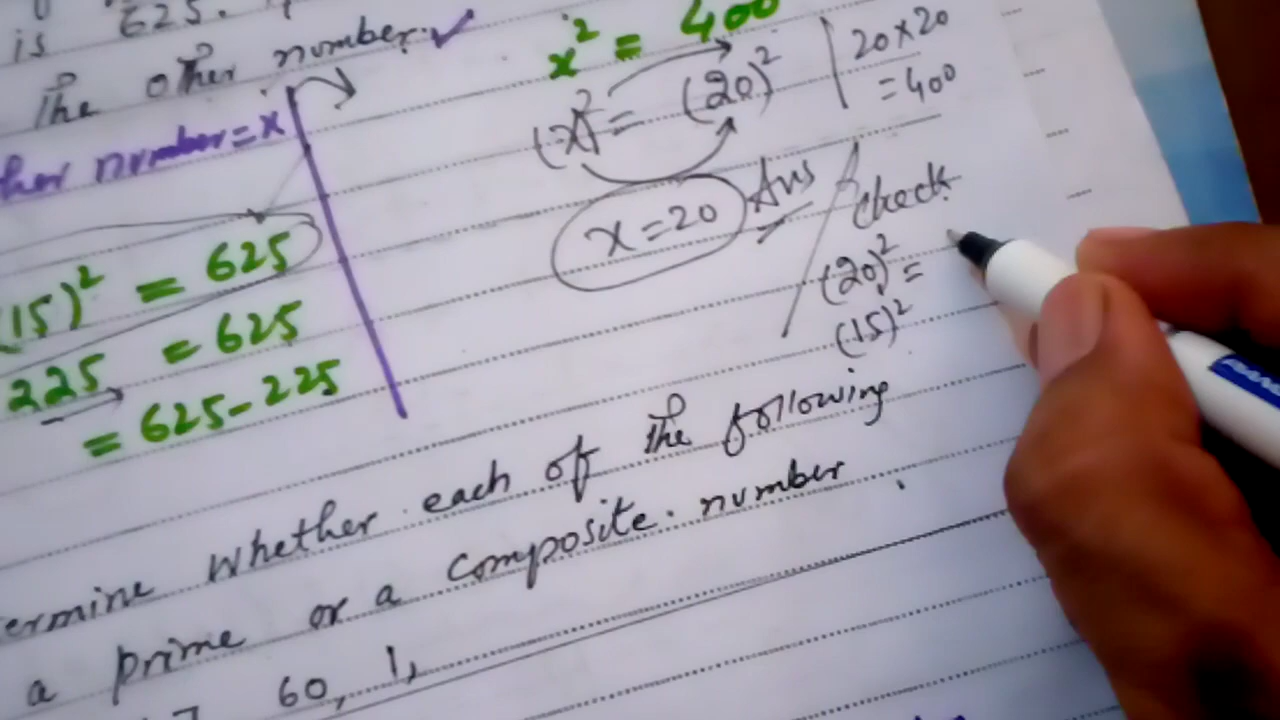 is 625.
The other number. ✓
ther number = x
(15)² = 625
225 = 625
= 625 - 225
x² = 400
(x)² = (20)²
20 × 20
= 400
x = 20 Ans
check
(20)² =
(15)²
ermine whether each of the following
a prime or a composite. number
60, 1,